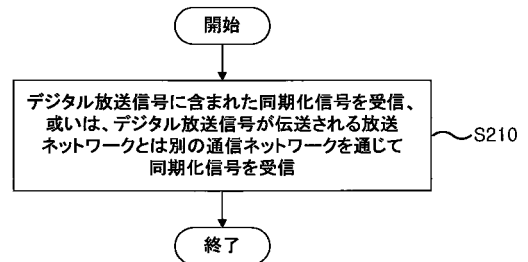 開始
デジタル放送信号に含まれた同期化信号を受信、
或いは、デジタル放送信号が伝送される放送
ネットワークとは別の通信ネットワークを通じて
同期化信号を受信
S210
終了